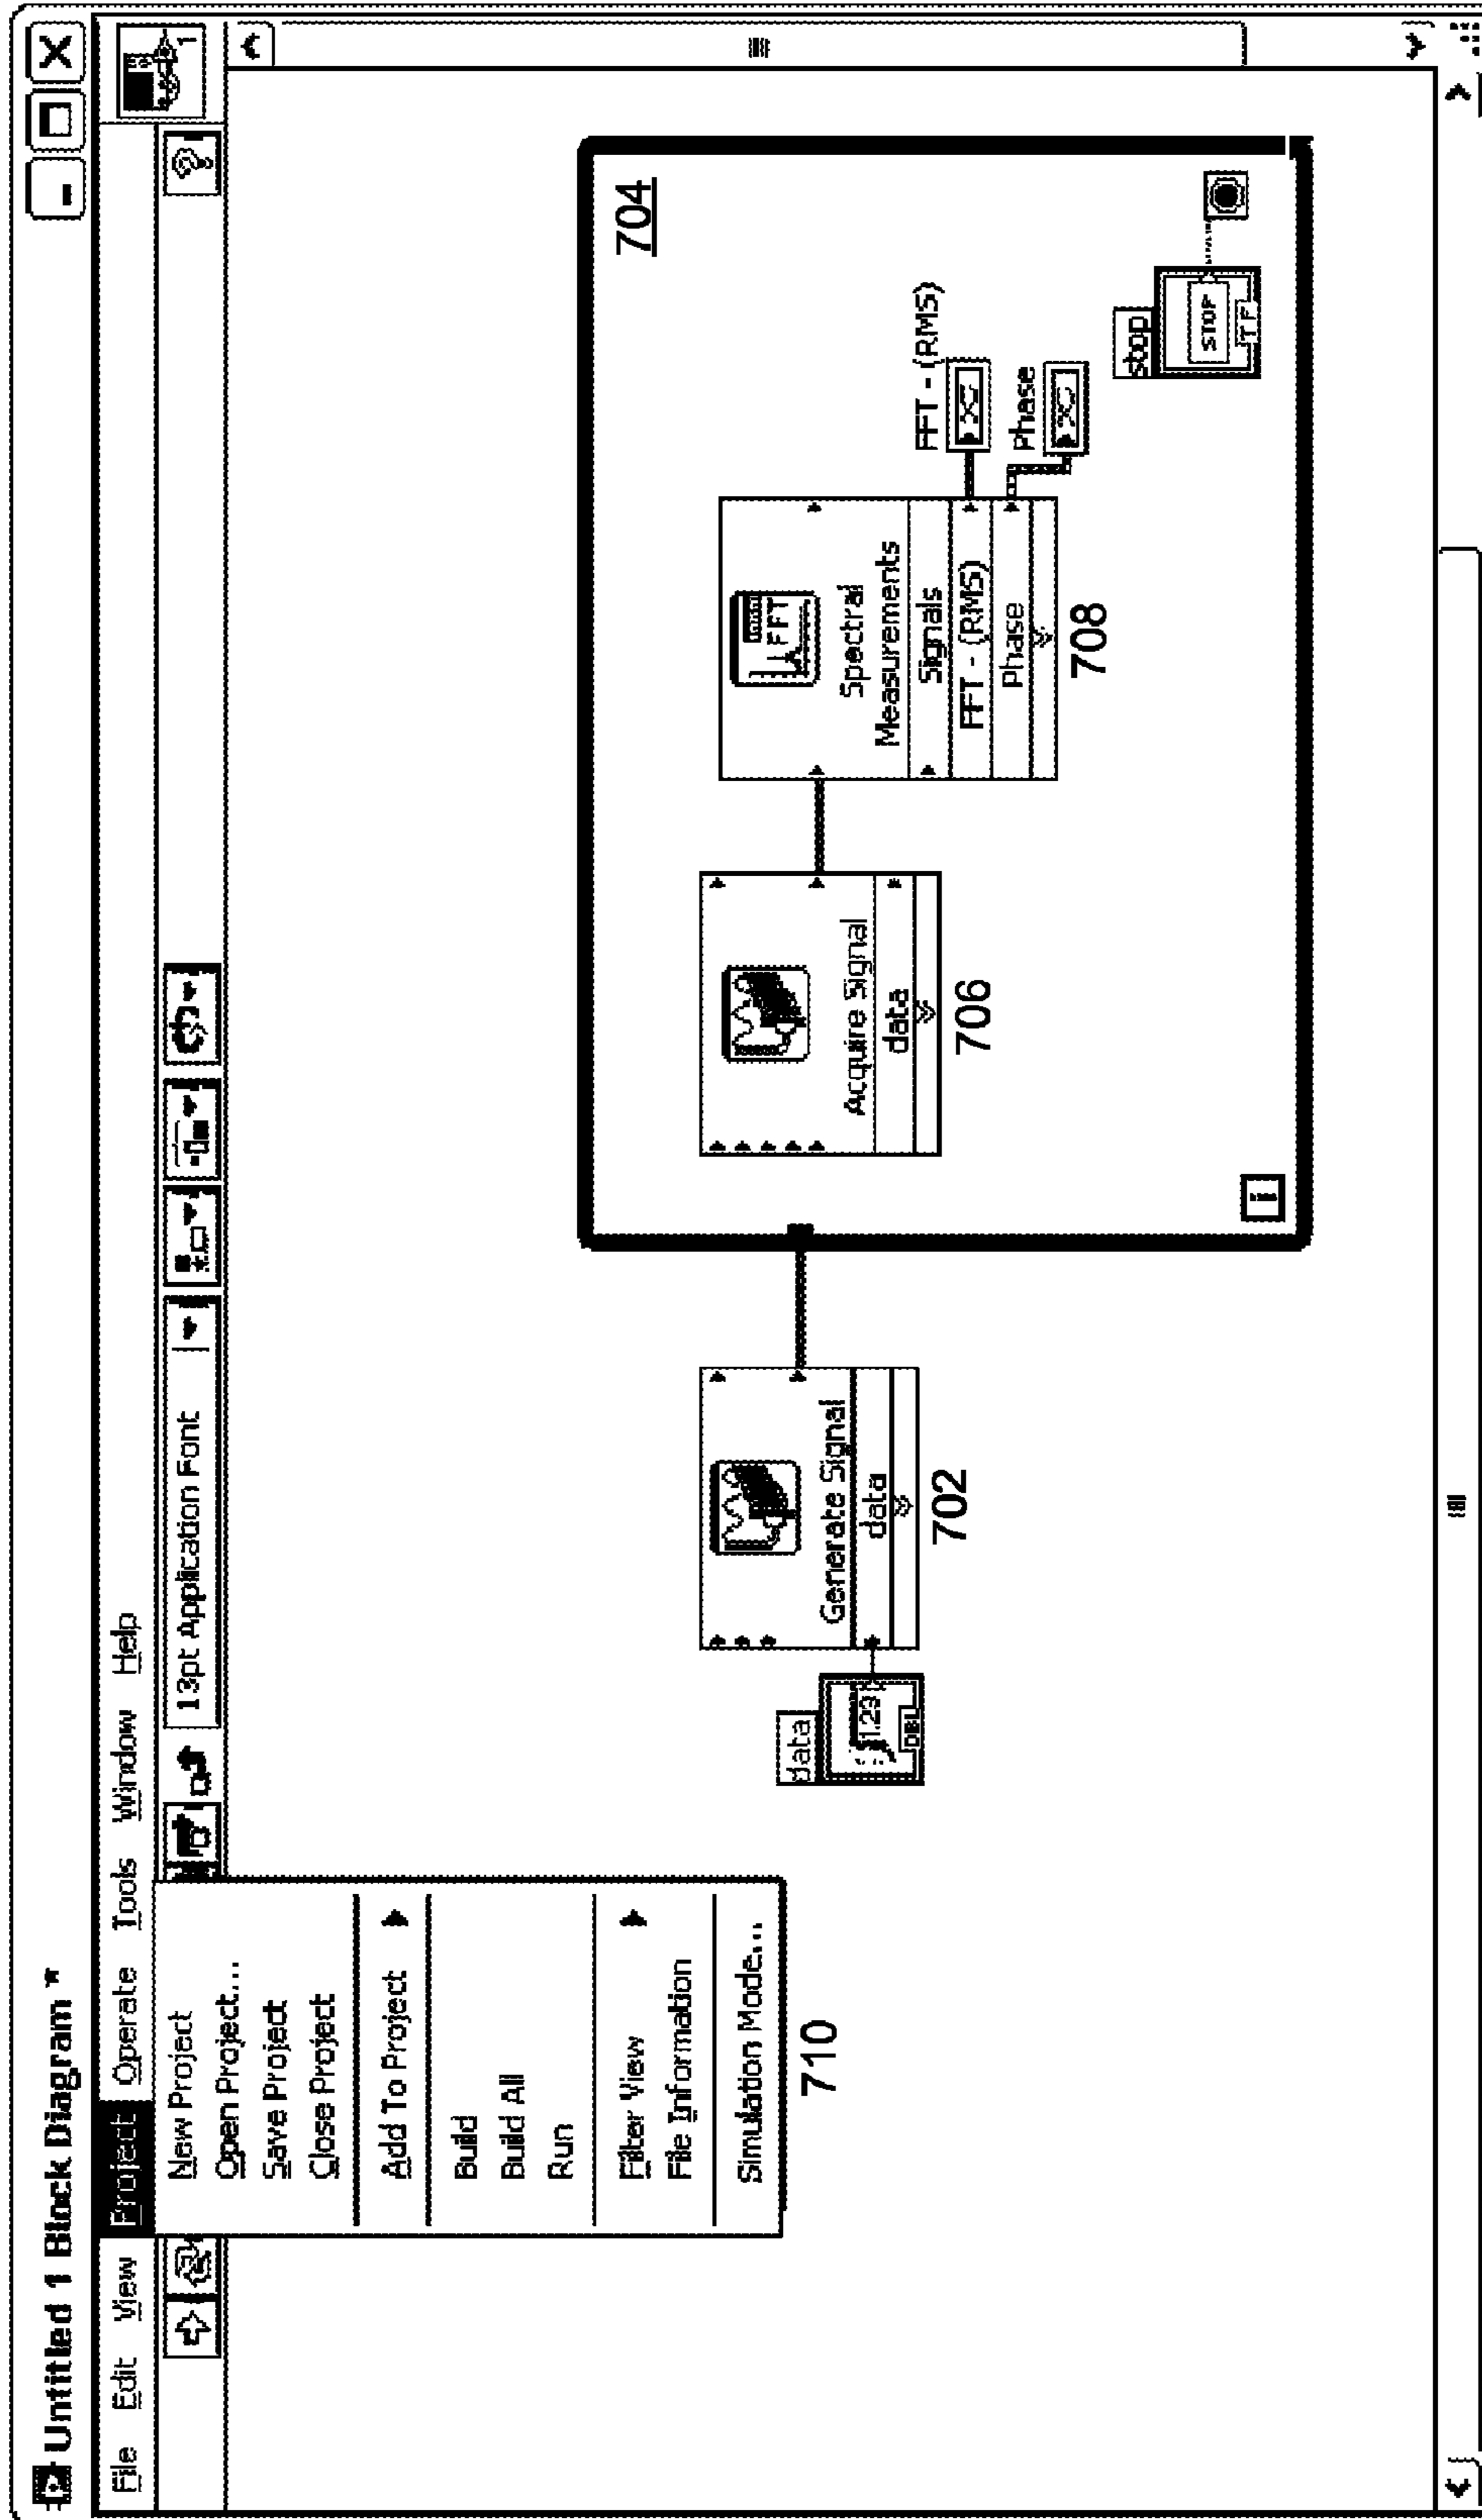 Untitled 1 Block Diagram *
File Edit View Project Operate Tools Window Help
13pt Application Font
?
1
New Project
Open Project...
Save Project
Close Project
Add To Project
Build
Build All
Run
Filter View
File Information
Simulation Mode...
710
data
1.23
DBL
Generate Signal
data
702
704
Acquire Signal
data
706
FFT
Spectral
Measurements
Signals
FFT - (RMS)
Phase
708
FFT - (RMS)
Phase
stop
STOP
TF
i